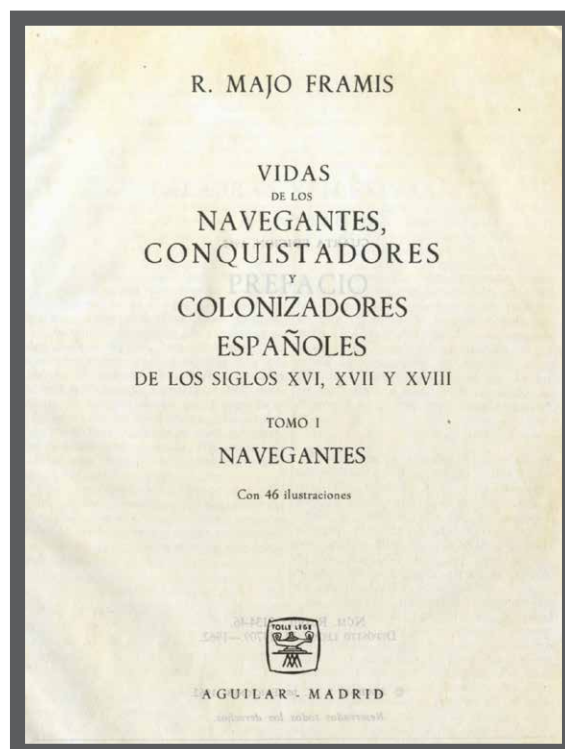 R. MAJO FRAMIS
VIDAS
DE LOS
NAVEGANTES,
CONQUISTADORES
Y
COLONIZADORES
ESPAÑOLES
DE LOS SIGLOS XVI, XVII Y XVIII
TOMO I
NAVEGANTES
Con 46 ilustraciones
TOLLE LEGE
AGUILAR - MADRID